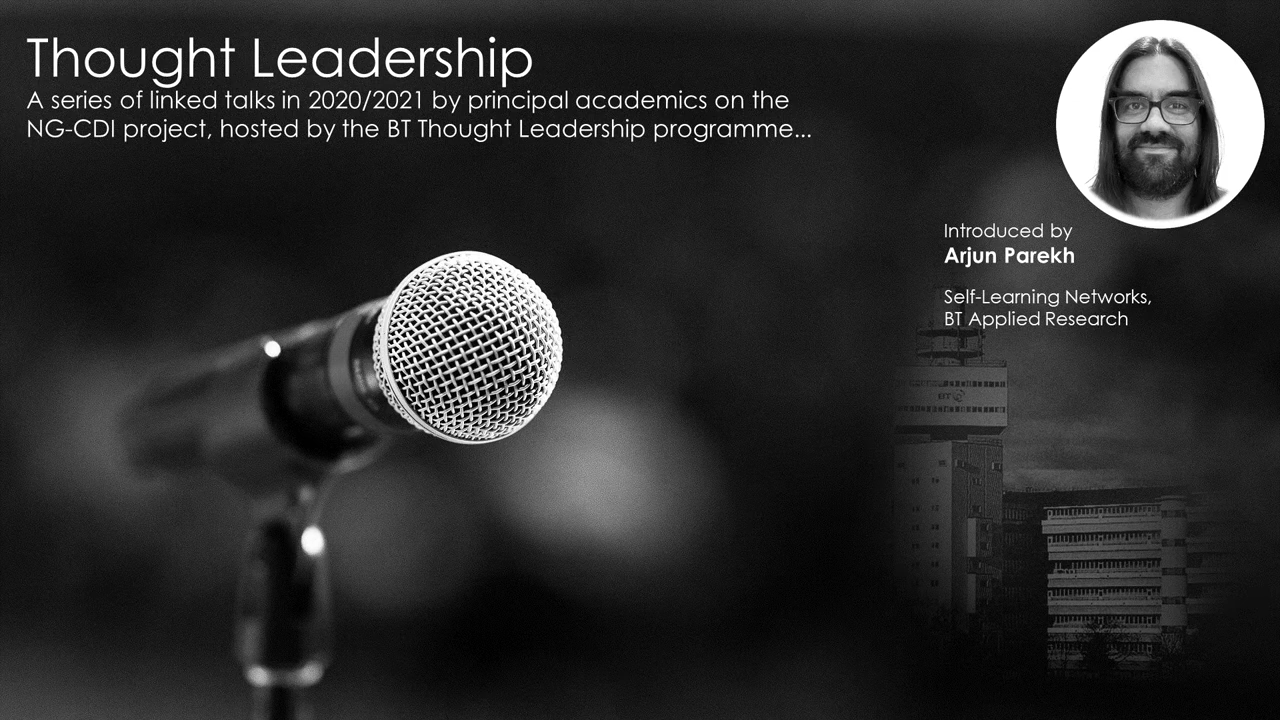 Thought Leadership
A series of linked talks in 2020/2021 by principal academics on the
NG-CDI project, hosted by the BT Thought Leadership programme...
Introduced by
Arjun Parekh
Self-Learning Networks,
BT Applied Research
BT